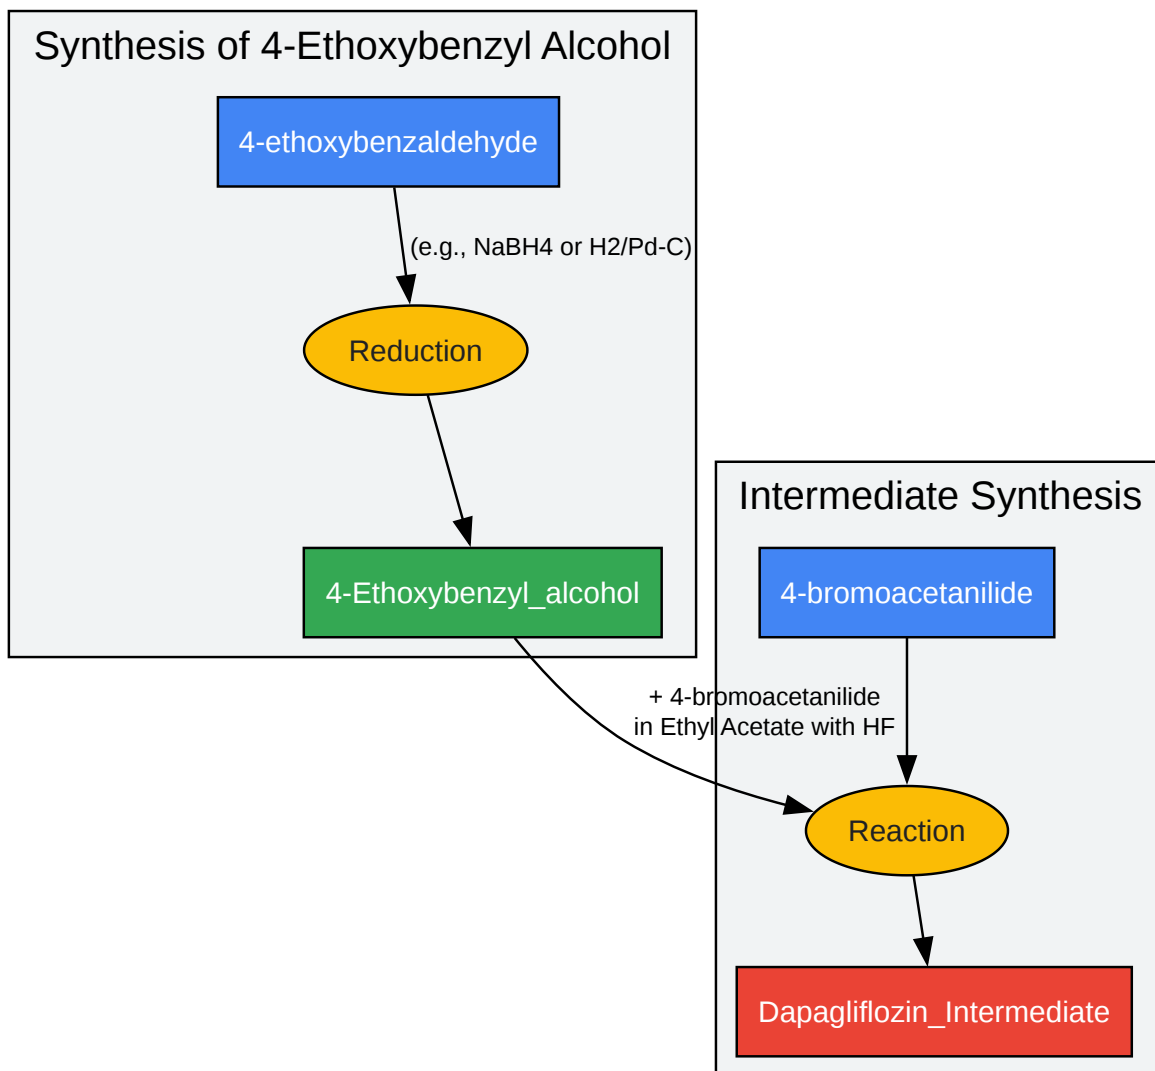 Synthesis of 4-Ethoxybenzyl Alcohol
4-ethoxybenzaldehyde
(e.g., NaBH4 or H2/Pd-C)
Reduction
4-Ethoxybenzyl_alcohol
Intermediate Synthesis
4-bromoacetanilide
+ 4-bromoacetanilide
in Ethyl Acetate with HF
Reaction
Dapagliflozin_Intermediate